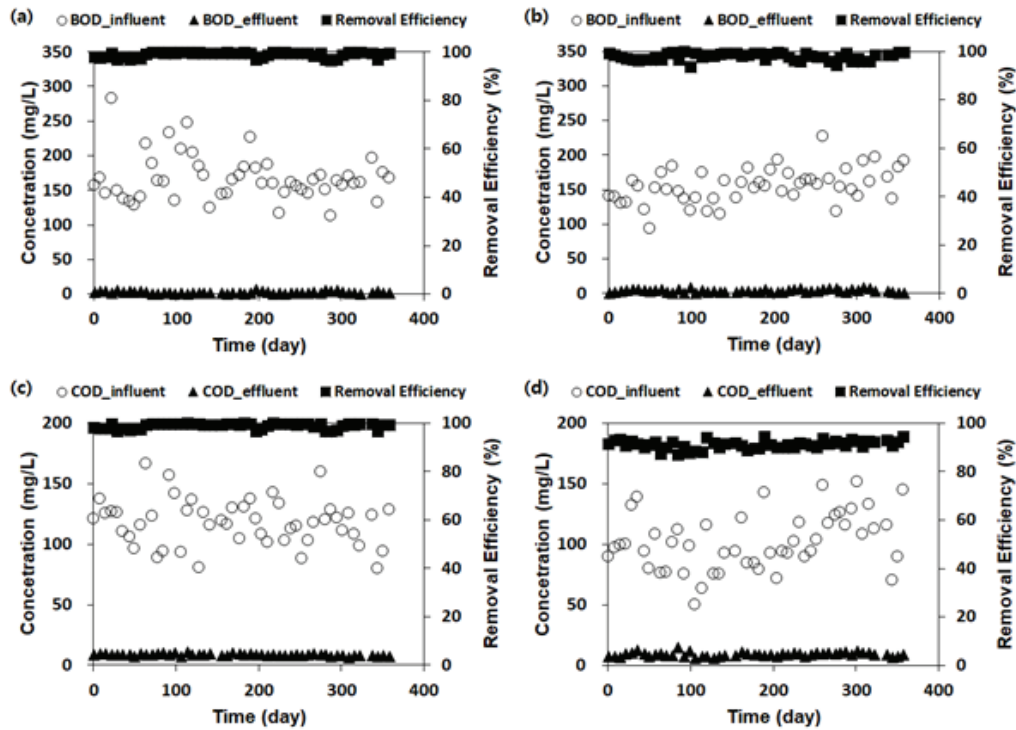 (a) ○ BOD_influent ▲ BOD_effluent ■ Removal Efficiency
350
300
250
200
150
100
50
0
Concentration (mg/L)
100
80
60
40
20
0
Removal Efficiency (%)
0 100 200 300 400
Time (day)
(b) ○ BOD_influent ▲ BOD_effluent ■ Removal Efficiency
350
300
250
200
150
100
50
0
Concetration (mg/L)
100
80
60
40
20
0
Removal Efficiency (%)
0 100 200 300 400
Time (day)
(c) ○ COD_influent ▲ COD_effluent ■ Removal Efficiency
200
150
100
50
0
Concetration (mg/L)
100
80
60
40
20
0
Removal Efficiency (%)
0 100 200 300 400
Time (day)
(d) ○ COD_influent ▲ COD_effluent ■ Removal Efficiency
200
150
100
50
0
Concetration (mg/L)
100
80
60
40
20
0
Removal Efficiency (%)
0 100 200 300 400
Time (day)